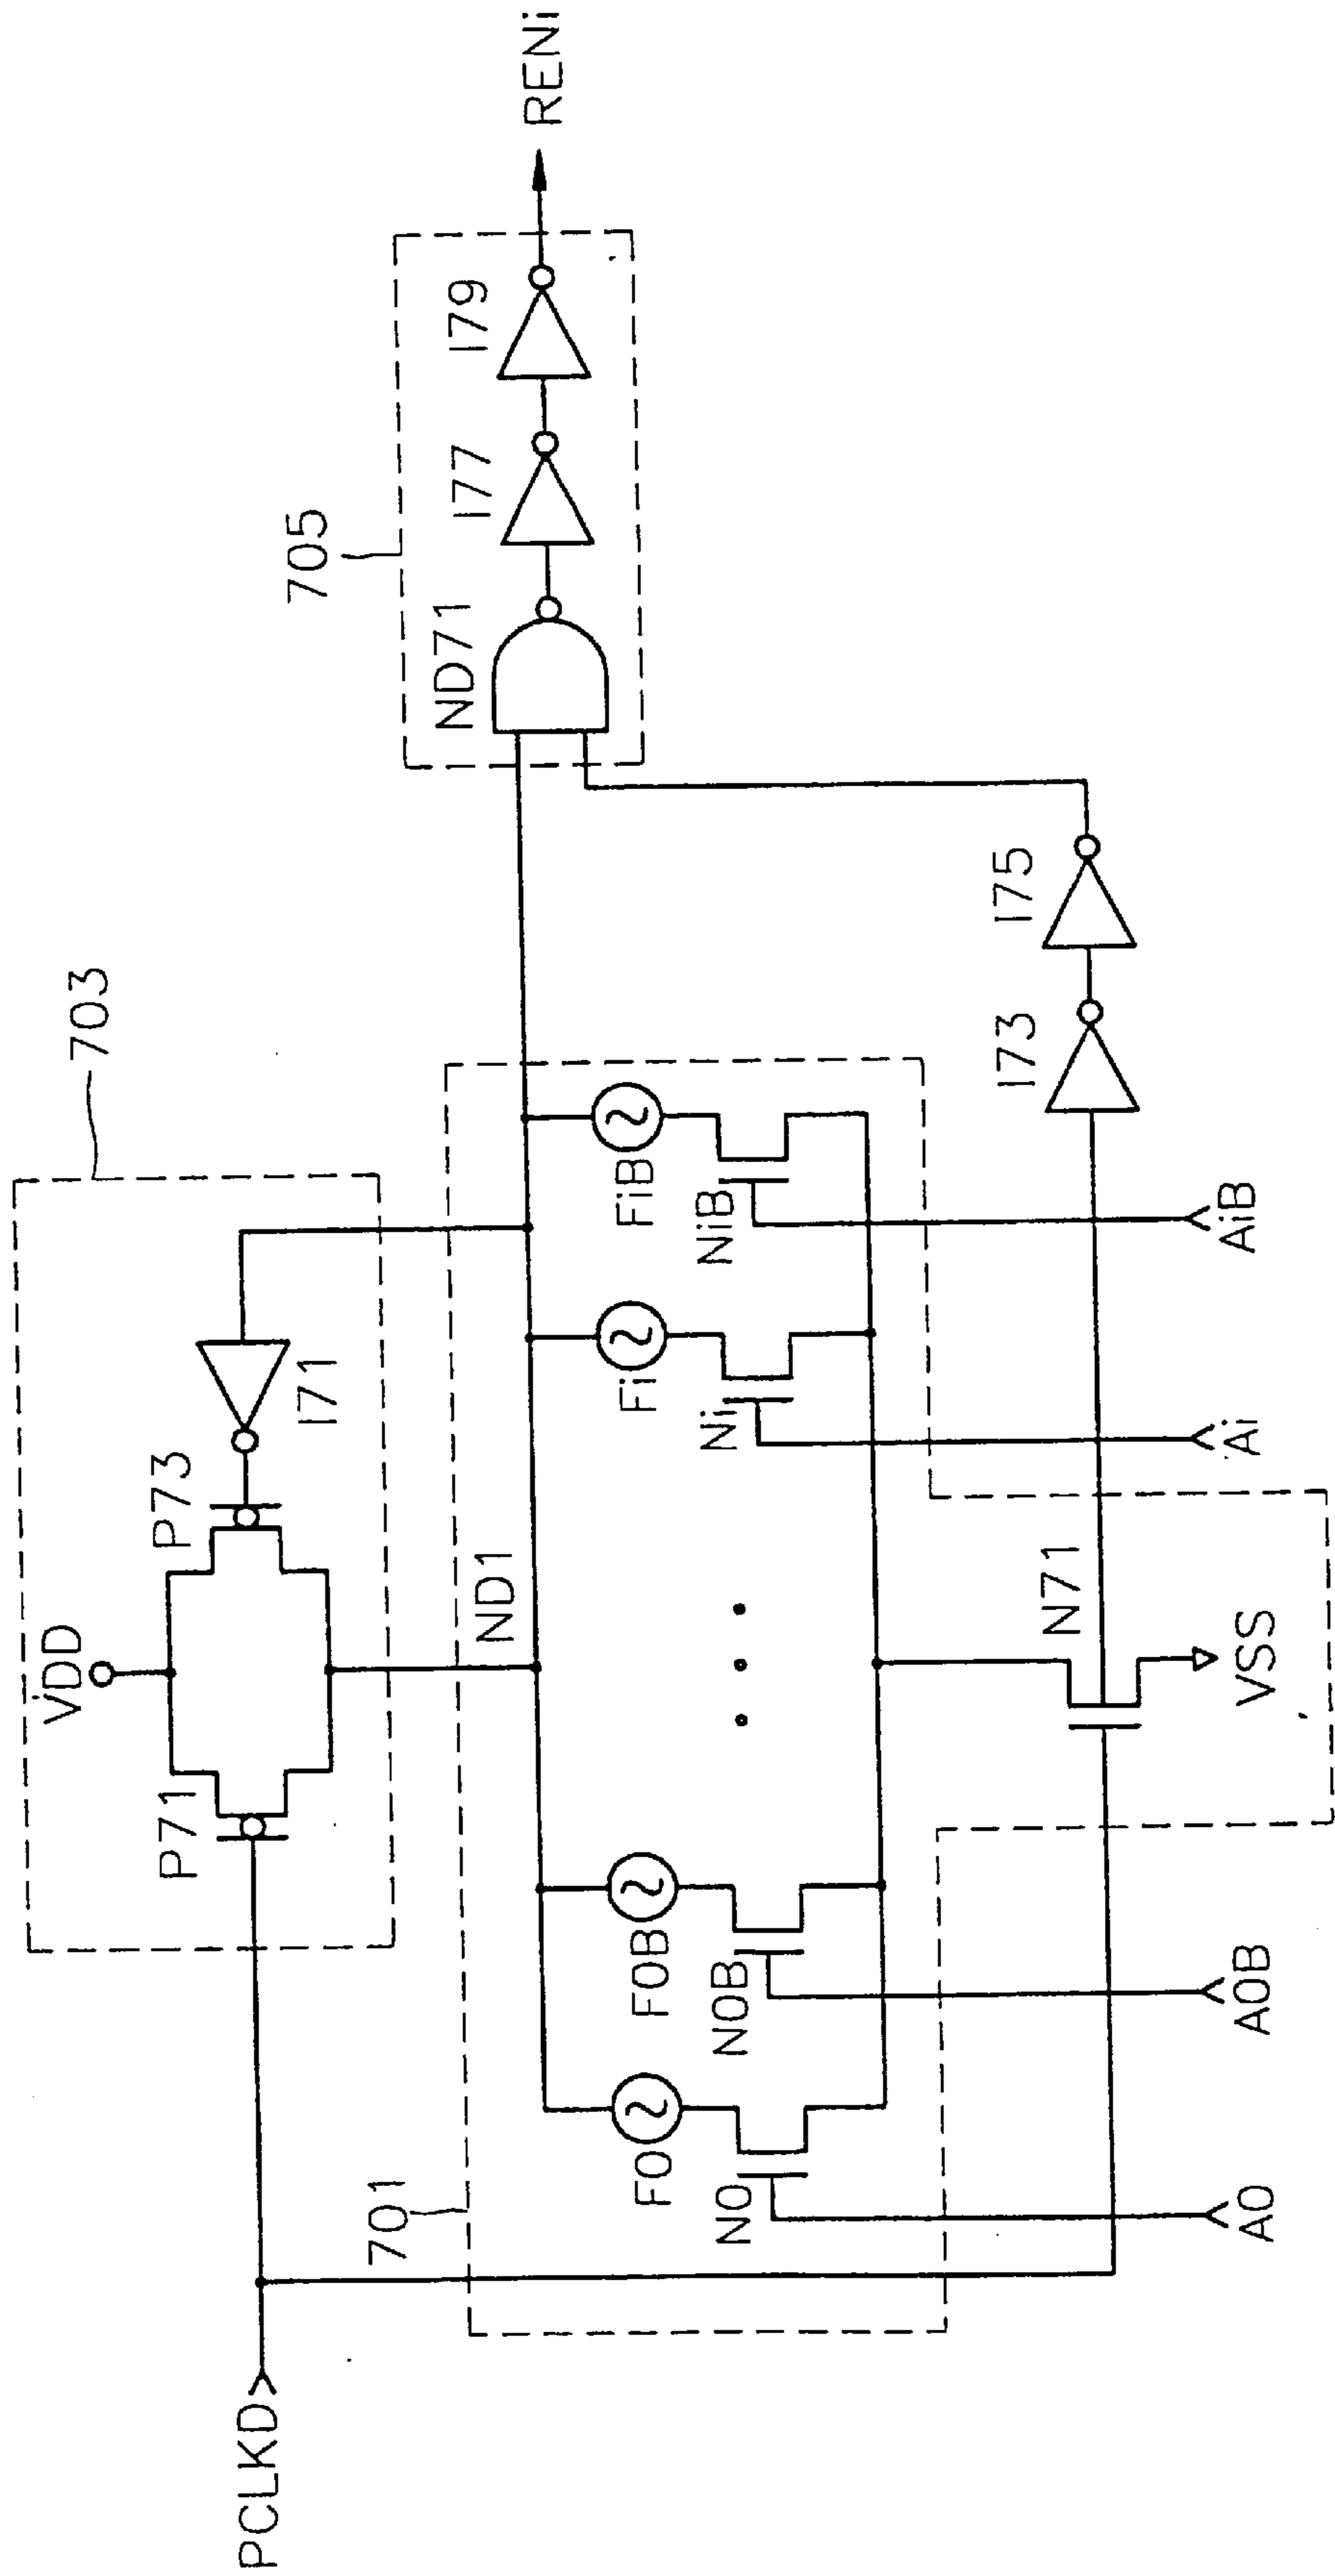 PCLKD
703
VDD
P71
P73
I71
701
ND1
F0
F0B
Fi
FiB
N0
N0B
Ni
NiB
N71
VSS
A0
A0B
Ai
AiB
I73
I75
705
ND71
I77
I79
RENi